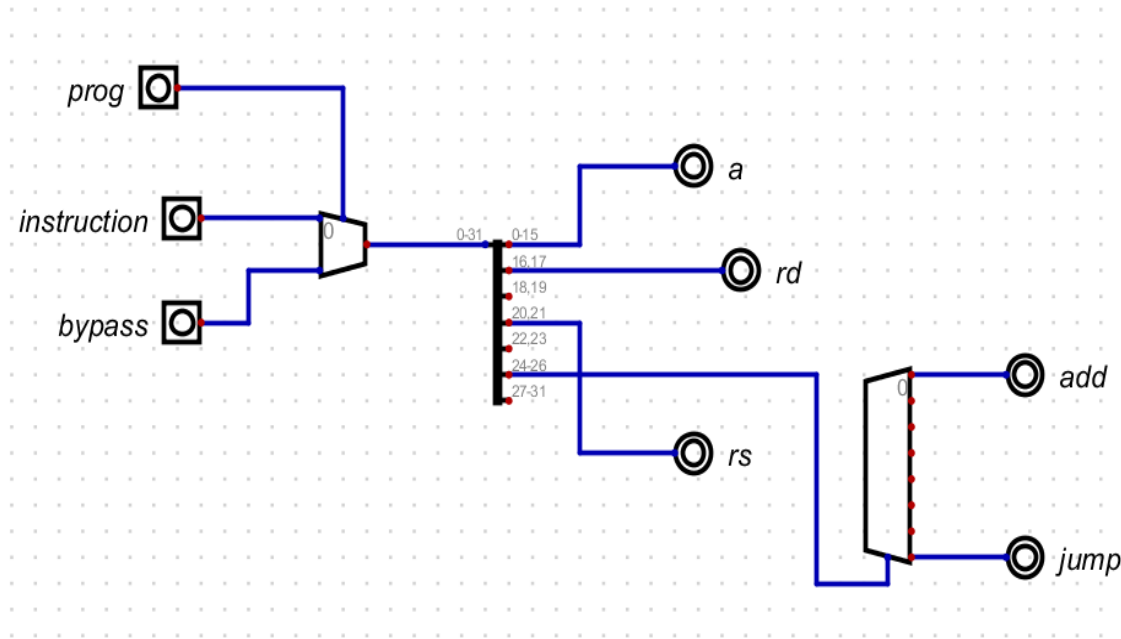 prog
a
instruction
0
0-31
0-15
16,17
rd
18,19
20,21
bypass
22,23
24-26
0
add
27-31
rs
jump